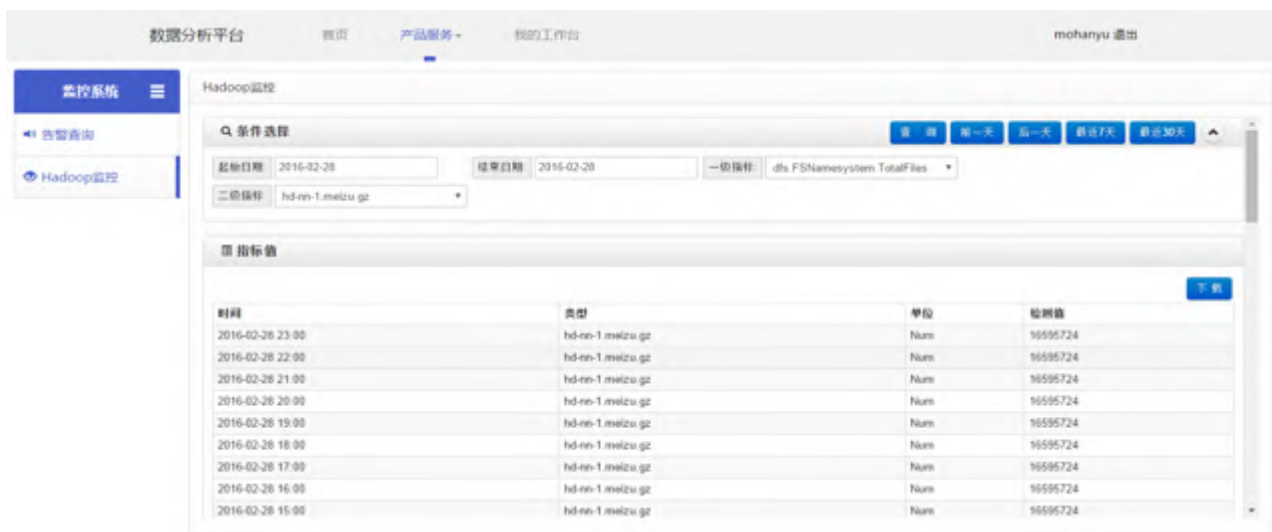 数据分析平台 首页 产品服务 我的工作台 mohanyu 退出
监控系统 Hadoop监控
告警查询
Hadoop监控
条件选择 查 询 前一天 后一天 最近7天 最近30天
起始日期 2016-02-28 结束日期 2016-02-28 一级指标 dfs.FSNamesystem.TotalFiles
二级指标 hd-nn-1.meizu.gz
指标值
下 载
时间 类型 单位 检测值
2016-02-28 23:00 hd-nn-1.meizu.gz Num 16595724
2016-02-28 22:00 hd-nn-1.meizu.gz Num 16595724
2016-02-28 21:00 hd-nn-1.meizu.gz Num 16595724
2016-02-28 20:00 hd-nn-1.meizu.gz Num 16595724
2016-02-28 19:00 hd-nn-1.meizu.gz Num 16595724
2016-02-28 18:00 hd-nn-1.meizu.gz Num 16595724
2016-02-28 17:00 hd-nn-1.meizu.gz Num 16595724
2016-02-28 16:00 hd-nn-1.meizu.gz Num 16595724
2016-02-28 15:00 hd-nn-1.meizu.gz Num 16595724